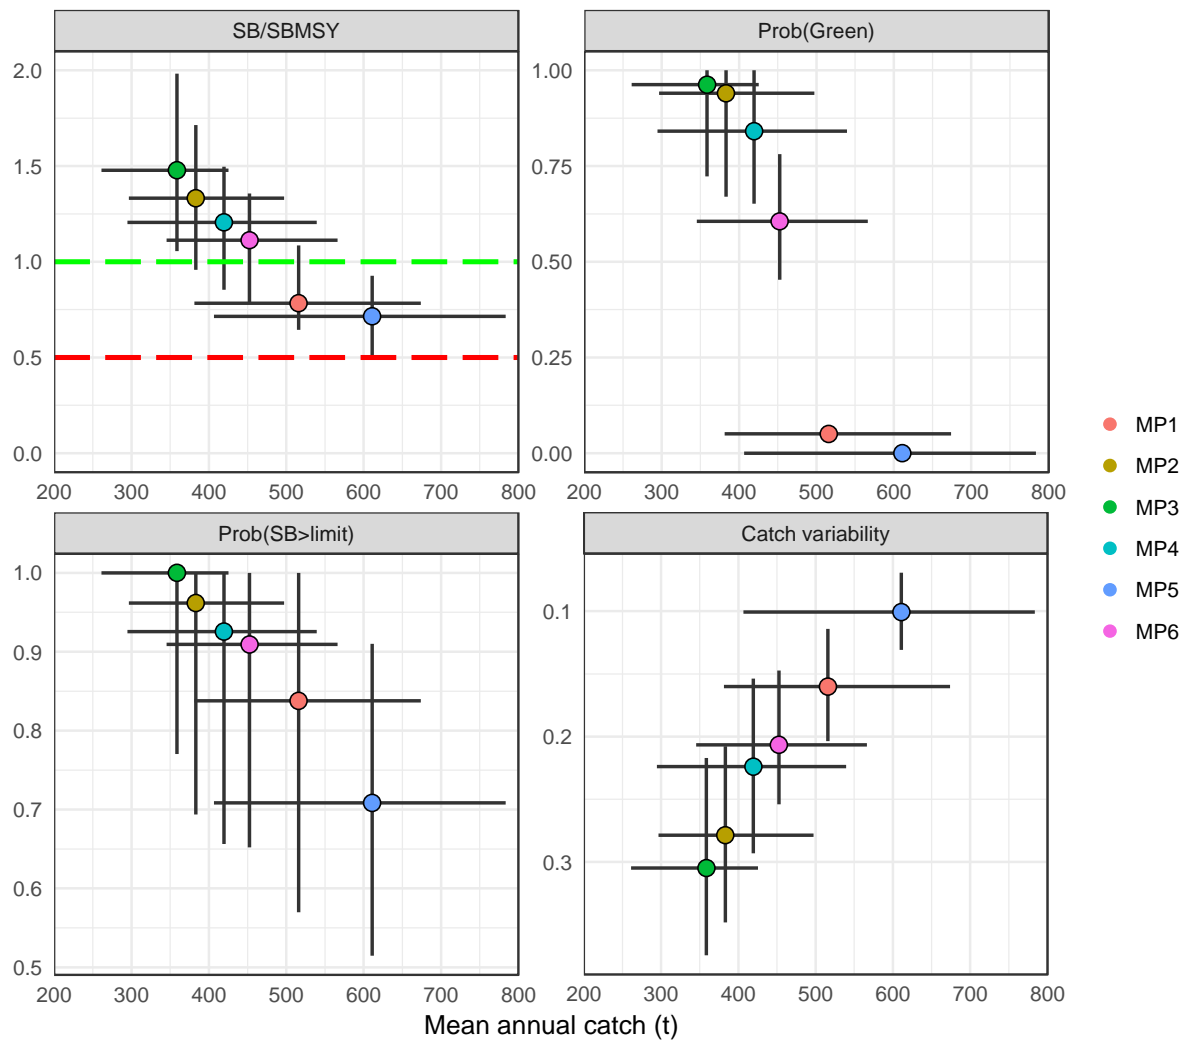 SB/SBMSY
Prob(Green)
2.0
1.5
1.0
0.5
0.0
1.00
0.75
0.50
0.25
0.00
200 300 400 500 600 700 800
200 300 400 500 600 700 800
Prob(SB>limit)
Catch variability
1.0
0.9
0.8
0.7
0.6
0.5
0.1
0.2
0.3
200 300 400 500 600 700 800
200 300 400 500 600 700 800
Mean annual catch (t)
MP1
MP2
MP3
MP4
MP5
MP6